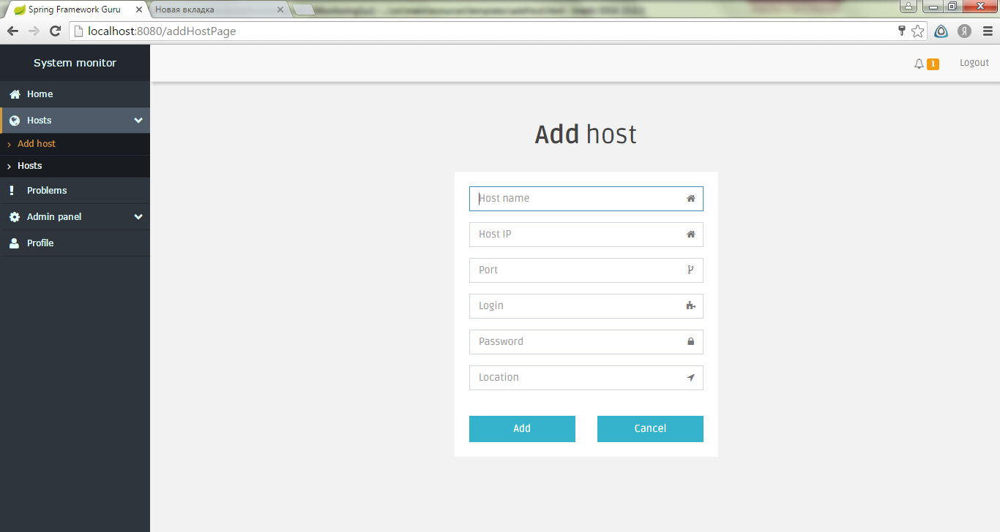 Spring Framework Guru
Новая вкладка
localhost:8080/addHostPage
Я
System monitor
1
Logout
Home
Hosts
Add host
Hosts
Problems
Admin panel
Profile
Add host
Host name
Host IP
Port
Login
Password
Location
Add
Cancel